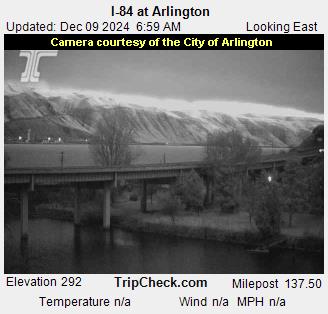 I-84 at Arlington
Updated: Dec 09 2024 6:59 AM Looking East
Camera courtesy of the City of Arlington
Elevation 292 TripCheck.com Milepost 137.50
Temperature n/a Wind n/a MPH n/a